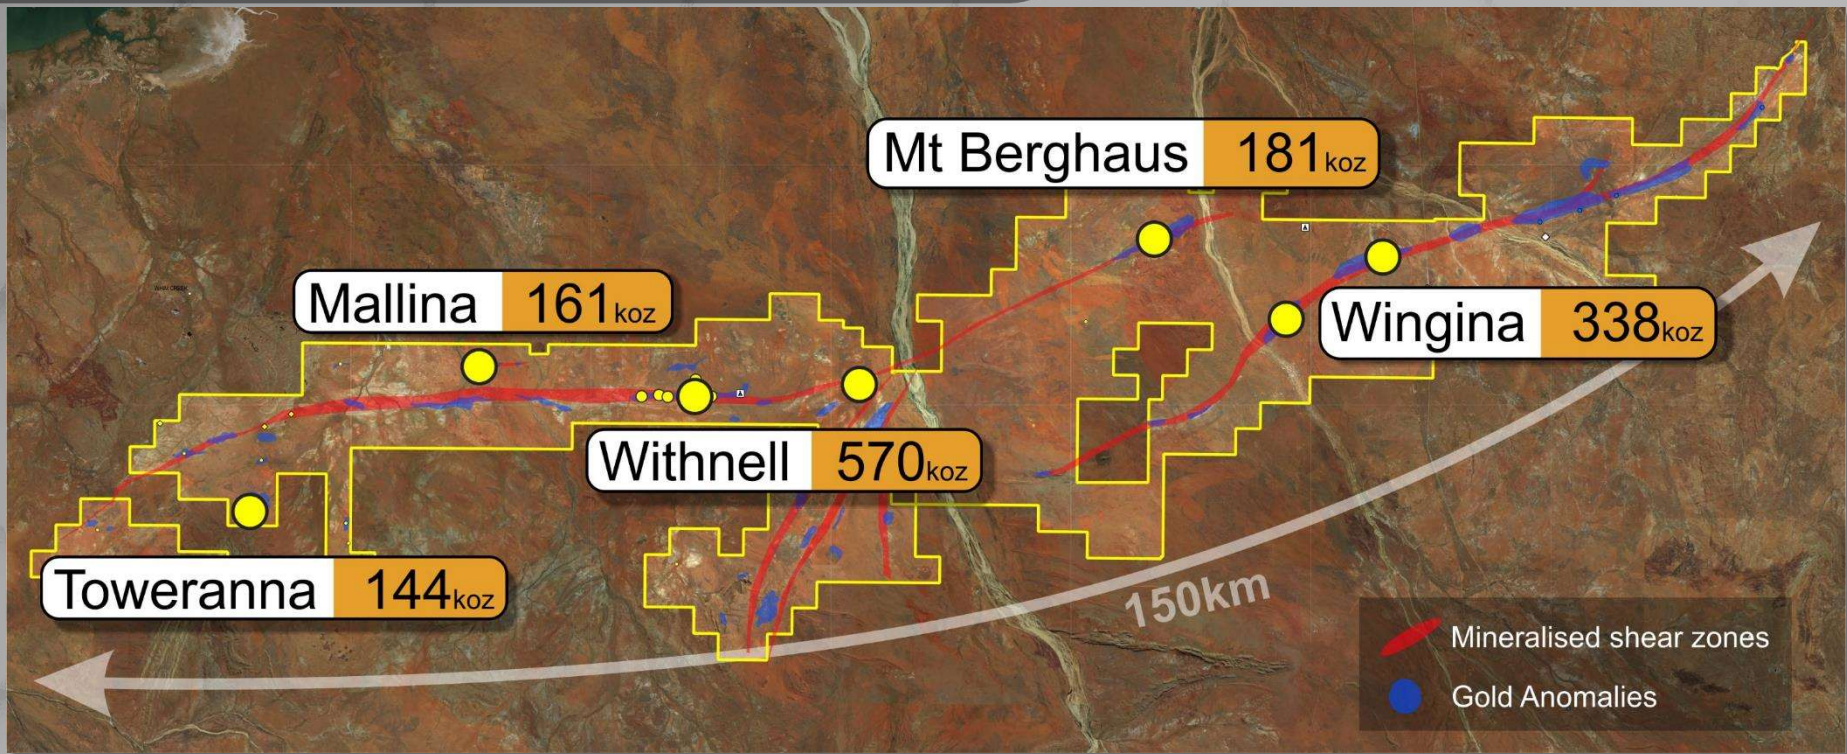 Mt Berghaus 181koz
Mallina 161koz
Wingina 338koz
Withnell 570koz
Toweranna 144koz
150km
Mineralised shear zones
Gold Anomalies